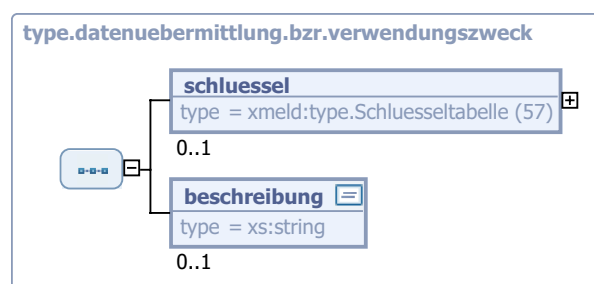 type.datenuebermittlung.bzr.verwendungszweck
schluessel
type = xmeld:type.Schluesseltabelle (57)
0..1
beschreibung
type = xs:string
0..1